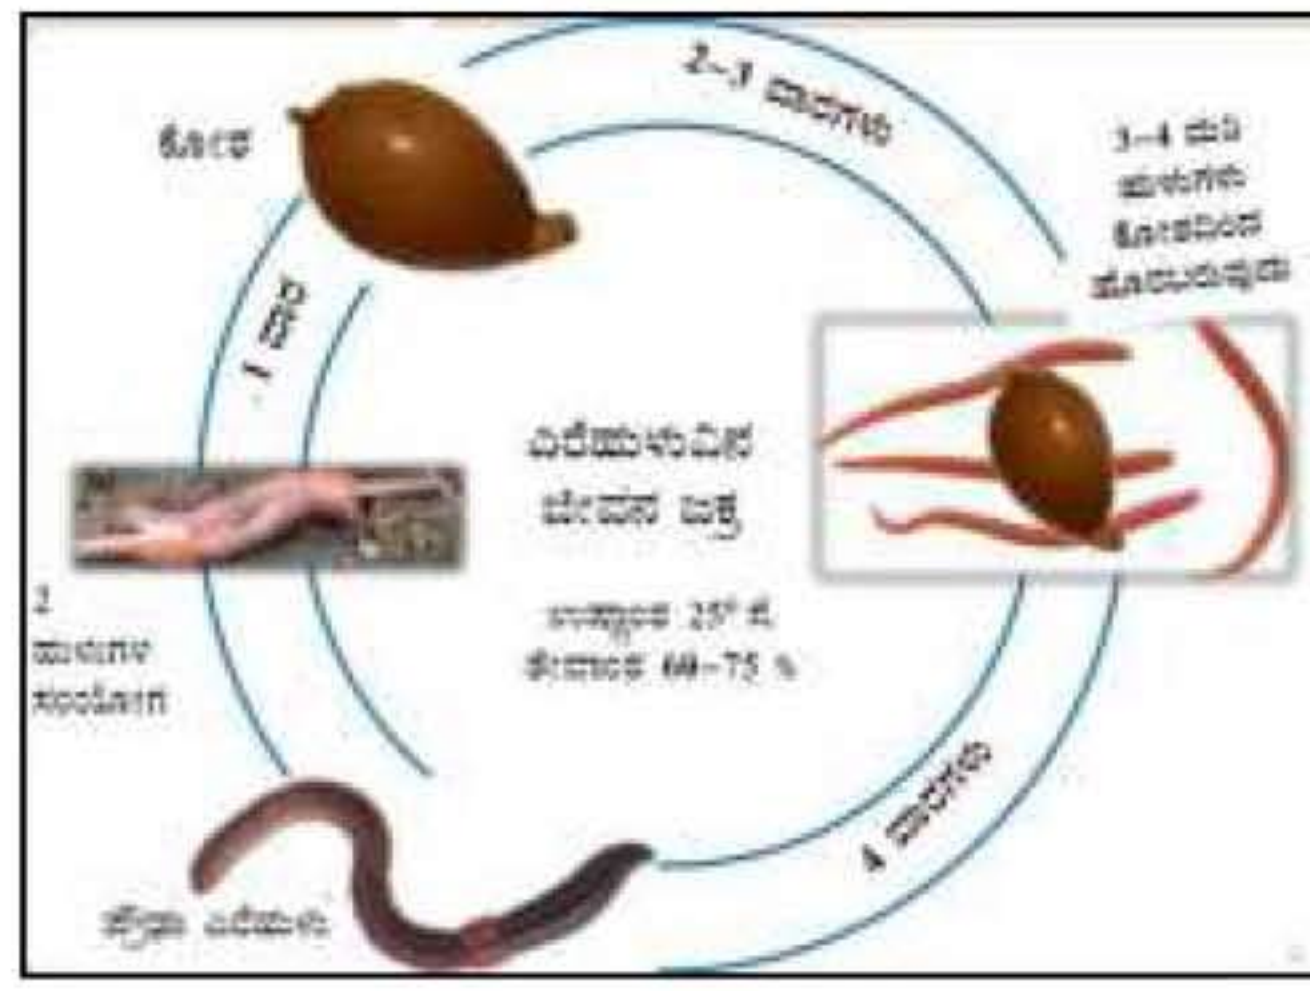 2-3 ವಾರಗಳು
ಕೋಶ
3-4 ಮರಿ
ಹುಳುಗಳು
ಕೋಶದಿಂದ
ಹೊರಬರುವುದು
1 ವಾರ
ಎರೆಹುಳುವಿನ
ಜೀವನ ಚಕ್ರ
ಉಷ್ಣಾಂಶ 25°
ತೇವಾಂಶ 60-75 %
2
ಹುಳುಗಳ
ಸಂಯೋಗ
4 ವಾರಗಳು
ಪ್ರೌಢ ಎರೆಹುಳು